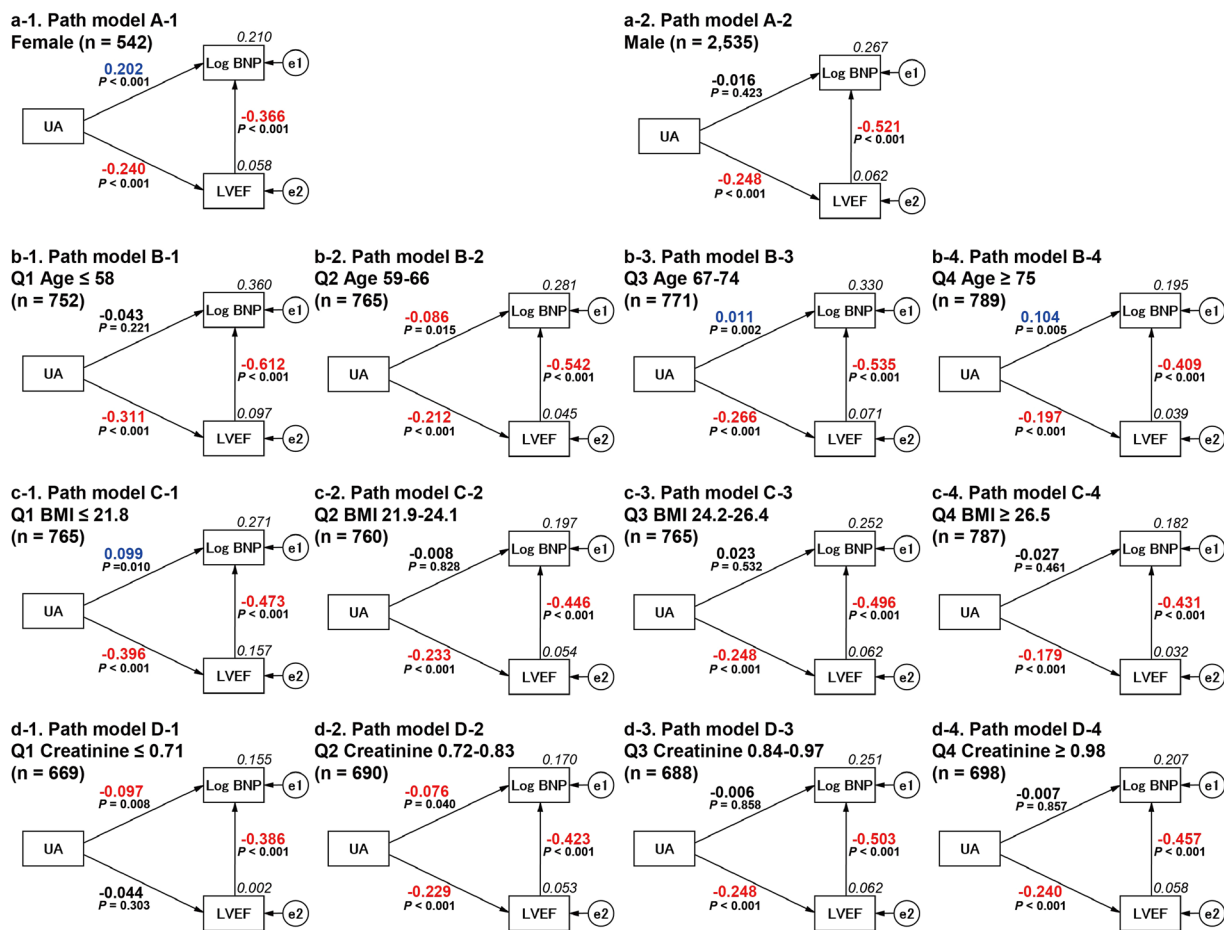 a-1. Path model A-1
Female (n = 542)
0.210
0.202
P < 0.001
Log BNP
e1
UA
-0.366
P < 0.001
-0.240
P < 0.001
0.058
LVEF
e2
a-2. Path model A-2
Male (n = 2,535)
0.267
-0.016
P = 0.423
Log BNP
e1
UA
-0.521
P < 0.001
-0.248
P < 0.001
0.062
LVEF
e2
b-1. Path model B-1
Q1 Age ≤ 58
(n = 752)
0.360
-0.043
P = 0.221
Log BNP
e1
UA
-0.612
P < 0.001
-0.311
P < 0.001
0.097
LVEF
e2
b-2. Path model B-2
Q2 Age 59-66
(n = 765)
0.281
-0.086
P = 0.015
Log BNP
e1
UA
-0.542
P < 0.001
-0.212
P < 0.001
0.045
LVEF
e2
b-3. Path model B-3
Q3 Age 67-74
(n = 771)
0.330
0.011
P = 0.002
Log BNP
e1
UA
-0.535
P < 0.001
-0.266
P < 0.001
0.071
LVEF
e2
b-4. Path model B-4
Q4 Age ≥ 75
(n = 789)
0.195
0.104
P = 0.005
Log BNP
e1
UA
-0.409
P < 0.001
-0.197
P < 0.001
0.039
LVEF
e2
c-1. Path model C-1
Q1 BMI ≤ 21.8
(n = 765)
0.271
0.099
P =0.010
Log BNP
e1
UA
-0.473
P < 0.001
-0.396
P < 0.001
0.157
LVEF
e2
c-2. Path model C-2
Q2 BMI 21.9-24.1
(n = 760)
0.197
-0.008
P = 0.828
Log BNP
e1
UA
-0.446
P < 0.001
-0.233
P < 0.001
0.054
LVEF
e2
c-3. Path model C-3
Q3 BMI 24.2-26.4
(n = 765)
0.252
0.023
P = 0.532
Log BNP
e1
UA
-0.496
P < 0.001
-0.248
P < 0.001
0.062
LVEF
e2
c-4. Path model C-4
Q4 BMI ≥ 26.5
(n = 787)
0.182
-0.027
P = 0.461
Log BNP
e1
UA
-0.431
P < 0.001
-0.179
P < 0.001
0.032
LVEF
e2
d-1. Path model D-1
Q1 Creatinine ≤ 0.71
(n = 669)
0.155
-0.097
P = 0.008
Log BNP
e1
UA
-0.386
P < 0.001
-0.044
P = 0.303
0.002
LVEF
e2
d-2. Path model D-2
Q2 Creatinine 0.72-0.83
(n = 690)
0.170
-0.076
P = 0.040
Log BNP
e1
UA
-0.423
P < 0.001
-0.229
P < 0.001
0.053
LVEF
e2
d-3. Path model D-3
Q3 Creatinine 0.84-0.97
(n = 688)
0.251
-0.006
P = 0.858
Log BNP
e1
UA
-0.503
P < 0.001
-0.248
P < 0.001
0.062
LVEF
e2
d-4. Path model D-4
Q4 Creatinine ≥ 0.98
(n = 698)
0.207
-0.007
P = 0.857
Log BNP
e1
UA
-0.457
P < 0.001
-0.240
P < 0.001
0.058
LVEF
e2